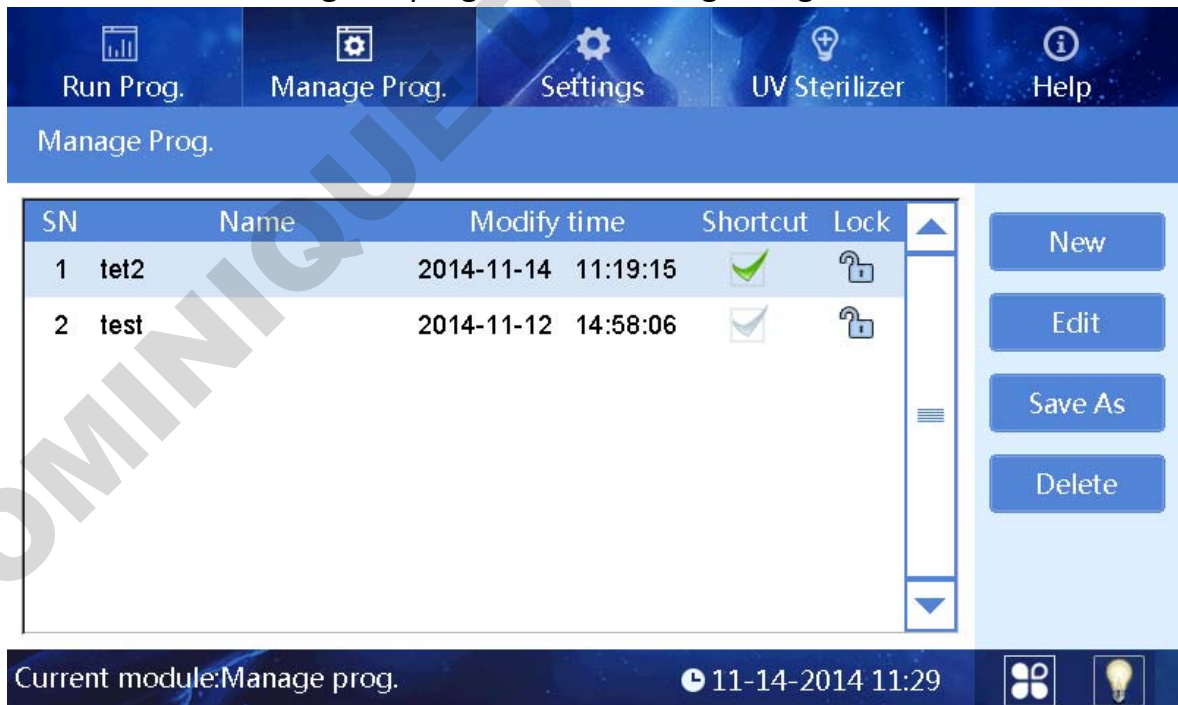 Run Prog. Manage Prog. Settings UV Sterilizer Help
Manage Prog.
SN Name Modify time Shortcut Lock
1 tet2 2014-11-14 11:19:15
2 test 2014-11-12 14:58:06
New
Edit
Save As
Delete
Current module:Manage prog. 11-14-2014 11:29
OMINIQUE